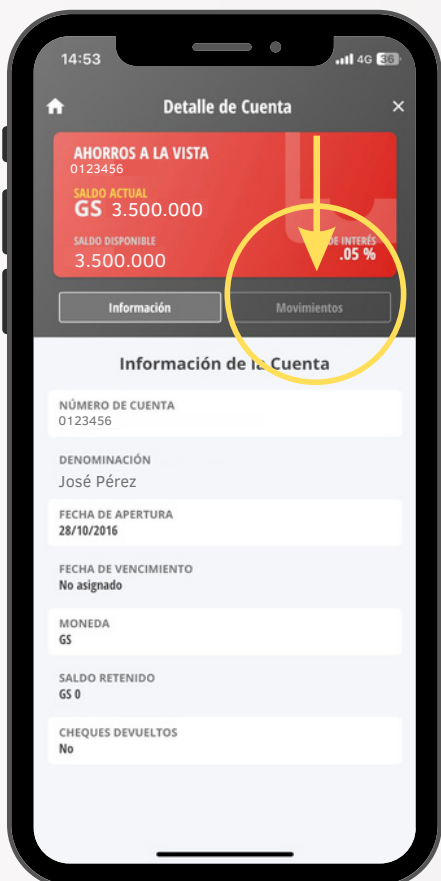 14:53
4G 36
Detalle de Cuenta
AHORROS A LA VISTA
0123456
SALDO ACTUAL
GS 3.500.000
SALDO DISPONIBLE
3.500.000
DE INTERÉS
.05 %
Información
Movimientos
Información de la Cuenta
NÚMERO DE CUENTA
0123456
DENOMINACIÓN
José Pérez
FECHA DE APERTURA
28/10/2016
FECHA DE VENCIMIENTO
No asignado
MONEDA
GS
SALDO RETENIDO
GS 0
CHEQUES DEVUELTOS
No